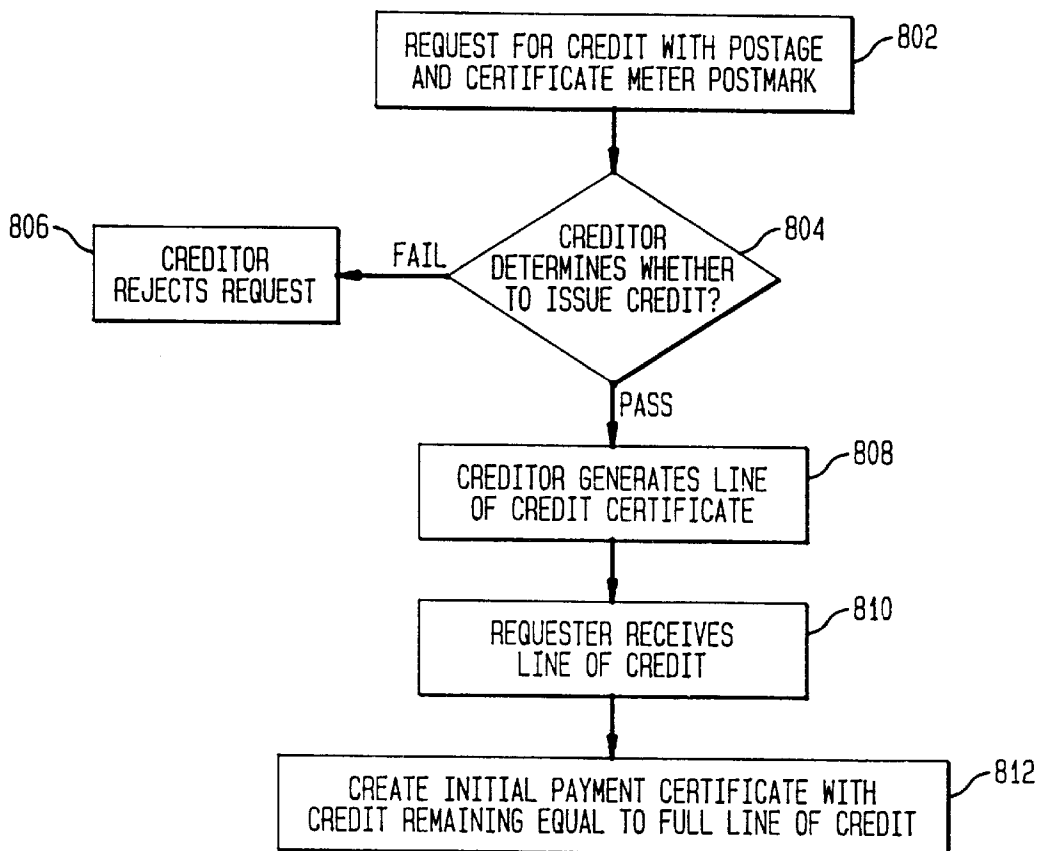 REQUEST FOR CREDIT WITH POSTAGE
AND CERTIFICATE METER POSTMARK
802
CREDITOR
DETERMINES WHETHER
TO ISSUE CREDIT?
804
FAIL
806
CREDITOR
REJECTS REQUEST
PASS
CREDITOR GENERATES LINE
OF CREDIT CERTIFICATE
808
REQUESTER RECEIVES
LINE OF CREDIT
810
CREATE INITIAL PAYMENT CERTIFICATE WITH
CREDIT REMAINING EQUAL TO FULL LINE OF CREDIT
812